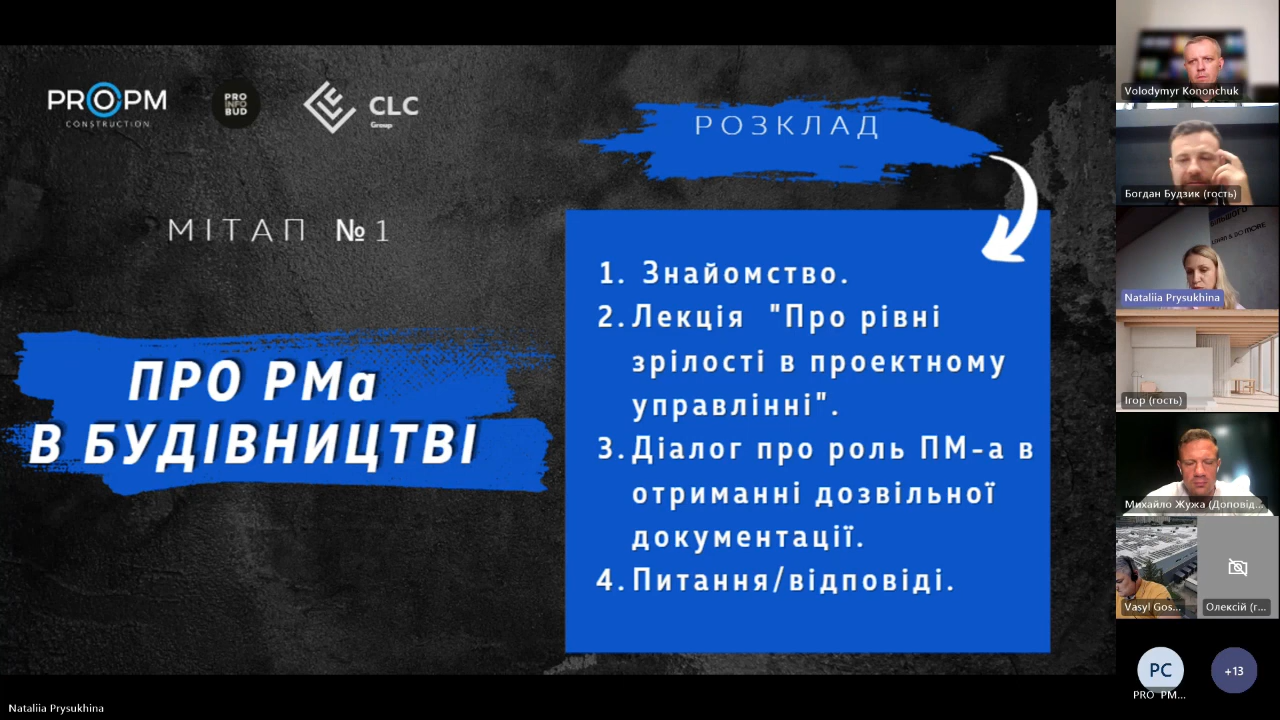 PROPM
CONSTRUCTION
PRO
INFO
BUD
CLC
Group
МІТАП №1
ПРО РМа
В БУДІВНИЦТВІ
РОЗКЛАД
1. Знайомство.
2. Лекція "Про рівні
зрілості в проектному
управлінні".
3. Діалог про роль ПМ-а в
отриманні дозвільної
документації.
4. Питання/відповіді.
Volodymyr Kononchuk
Богдан Будзик (гость)
Nataliia Prysukhina
Ігор (гость)
Михайло Жужа (Доповід...
Vasyl Gos...
Олексій (г...
PC
PRO PM...
+13
Nataliia Prysukhina